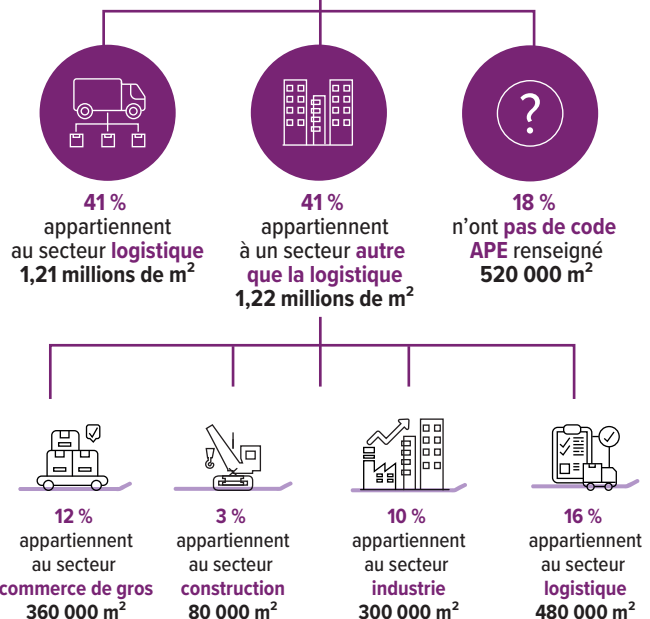 ?
41 %
appartiennent
au secteur logistique
1,21 millions de m²
41 %
appartiennent
à un secteur autre
que la logistique
1,22 millions de m²
18 %
n’ont pas de code
APE renseigné
520 000 m²
12 %
appartiennent
au secteur
commerce de gros
360 000 m²
3 %
appartiennent
au secteur
construction
80 000 m²
10 %
appartiennent
au secteur
industrie
300 000 m²
16 %
appartiennent
au secteur
logistique
480 000 m²